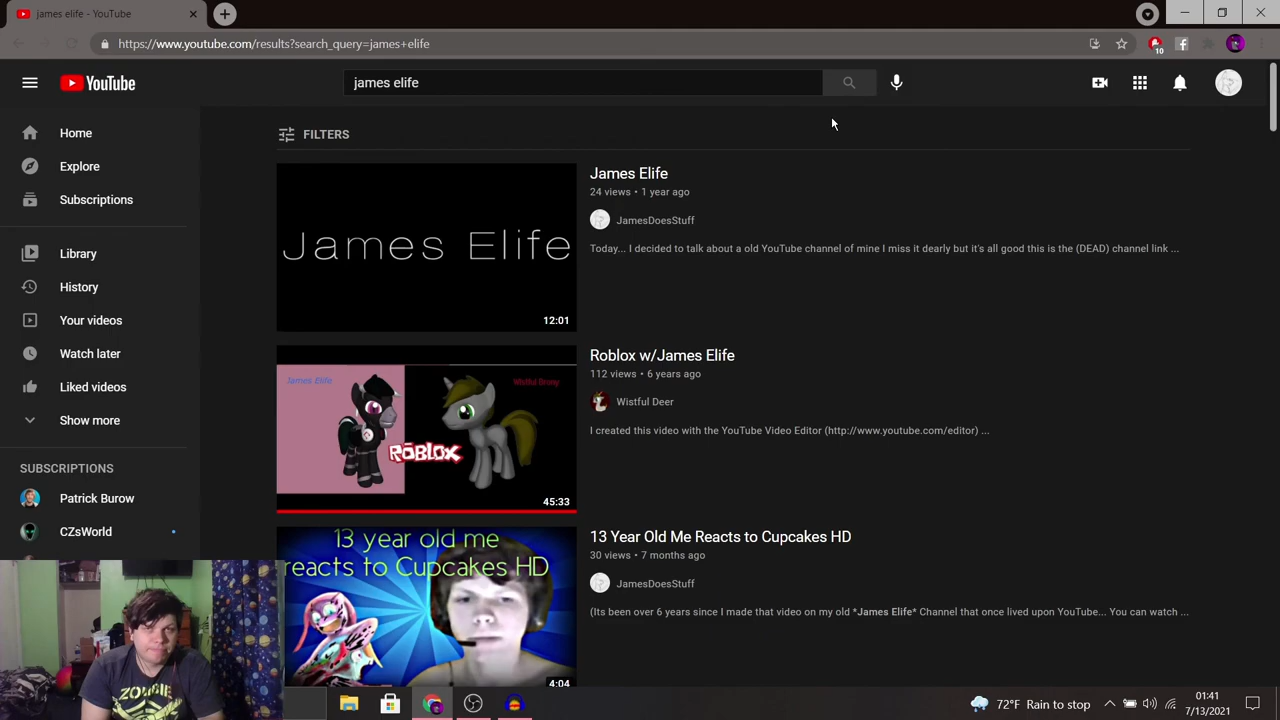 james elife - YouTube
https://www.youtube.com/results?search_query=james+elife
10
YouTube
james elife
Home
Explore
Subscriptions
Library
History
Your videos
Watch later
Liked videos
Show more
SUBSCRIPTIONS
Patrick Burow
CZsWorld
FILTERS
James Elife
12:01
James Elife
24 views • 1 year ago
JamesDoesStuff
Today... I decided to talk about a old YouTube channel of mine I miss it dearly but it's all good this is the (DEAD) channel link ...
James Elife
Wistful Brony
ROBLOX
45:33
Roblox w/James Elife
112 views • 6 years ago
Wistful Deer
I created this video with the YouTube Video Editor (http://www.youtube.com/editor) ...
13 year old me
reacts to Cupcakes HD
4:04
13 Year Old Me Reacts to Cupcakes HD
30 views • 7 months ago
JamesDoesStuff
(Its been over 6 years since I made that video on my old *James Elife* Channel that once lived upon YouTube... You can watch ...
ZOMBIE
72°F Rain to stop
01:41
7/13/2021